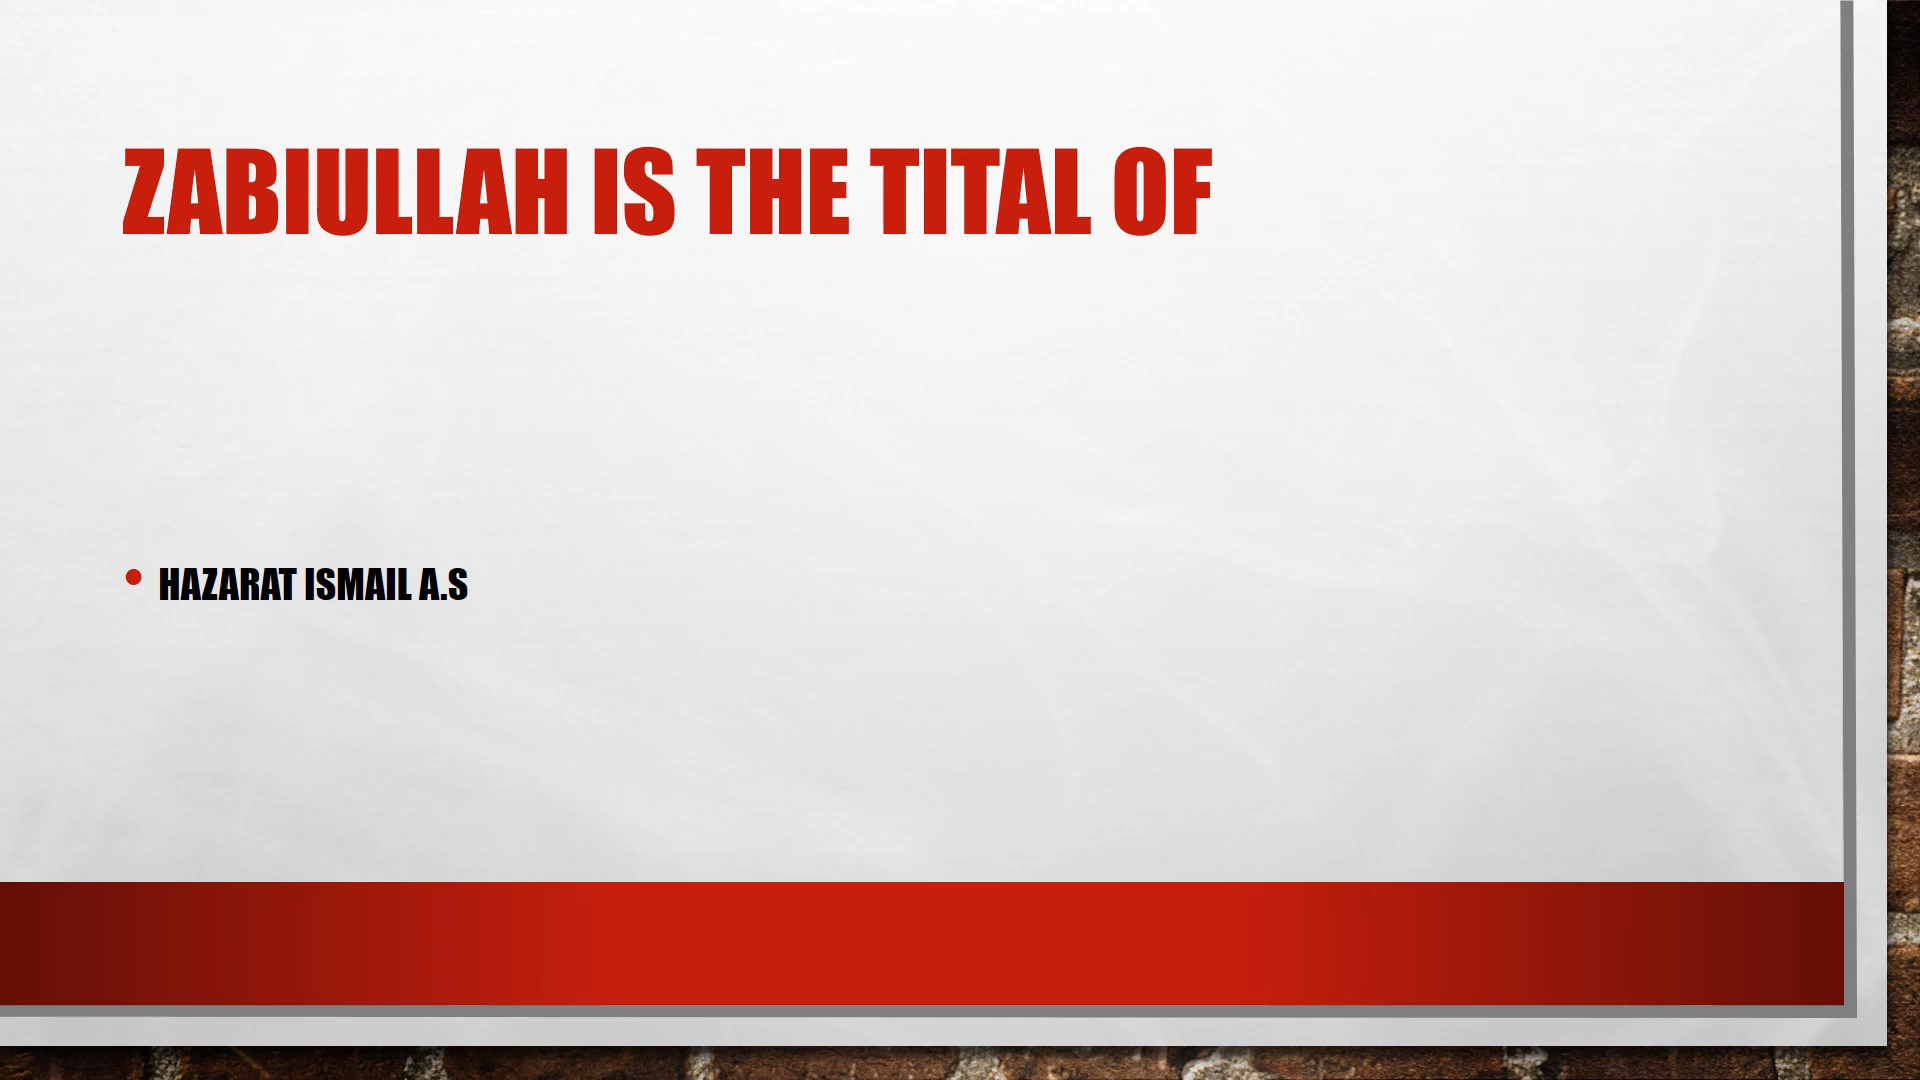 ZABIULLAH IS THE TITAL OF
• HAZARAT ISMAIL A.S